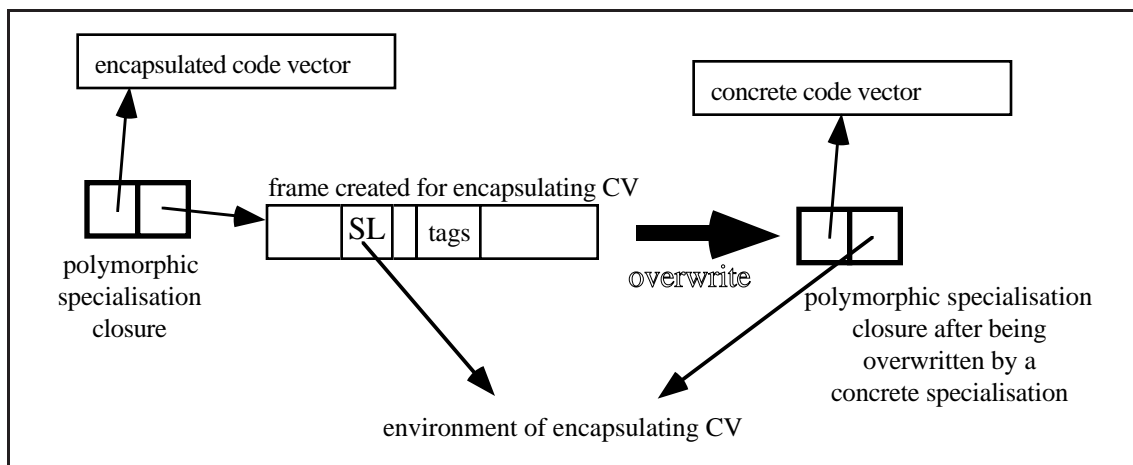 encapsulated code vector
concrete code vector
frame created for encapsulating CV
SL
tags
overwrite
polymorphic
specialisation
closure
polymorphic specialisation
closure after being
overwritten by a
concrete specialisation
environment of encapsulating CV